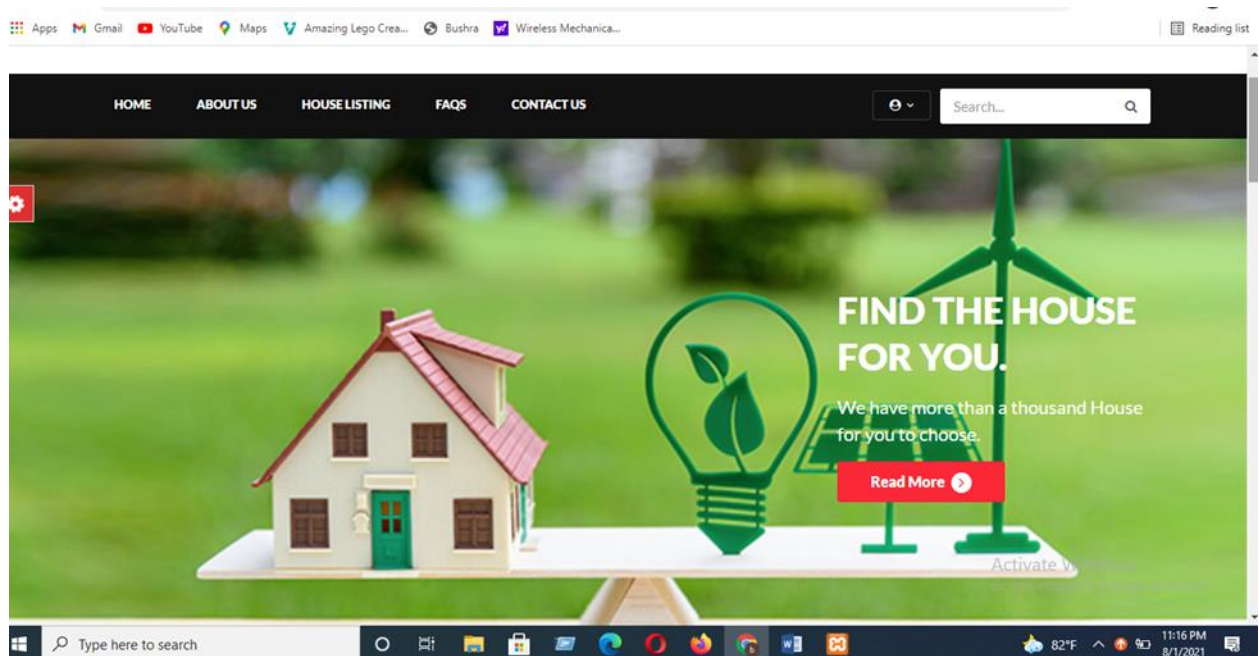 Apps Gmail YouTube Maps Amazing Lego Crea... Bushra Wireless Mechanica... Reading list
HOME ABOUT US HOUSE LISTING FAQS CONTACT US Search...
FIND THE HOUSE
FOR YOU.
We have more than a thousand House
for you to choose.
Read More
Activate
Type here to search 82°F 11:16 PM
8/1/2021